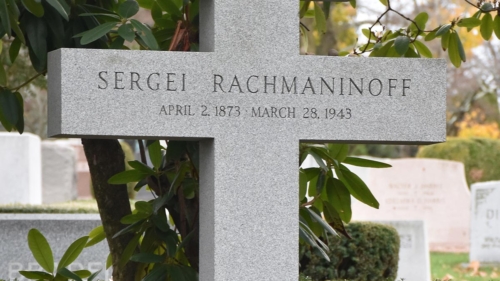 SERGEI RACHMANINOFF
APRIL 2, 1873 · MARCH 28, 1943